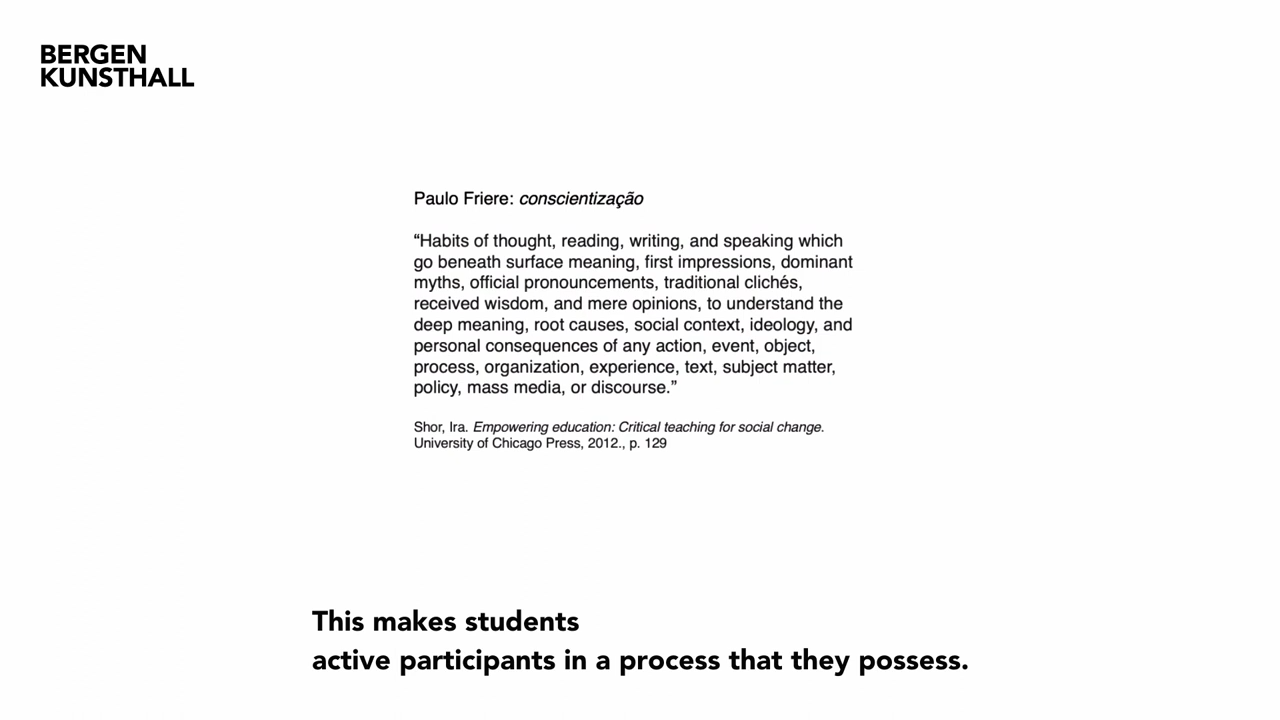 BERGEN
KUNSTHALL
Paulo Friere: conscientização
“Habits of thought, reading, writing, and speaking which
go beneath surface meaning, first impressions, dominant
myths, official pronouncements, traditional clichés,
received wisdom, and mere opinions, to understand the
deep meaning, root causes, social context, ideology, and
personal consequences of any action, event, object,
process, organization, experience, text, subject matter,
policy, mass media, or discourse.”
Shor, Ira. Empowering education: Critical teaching for social change.
University of Chicago Press, 2012., p. 129
This makes students
active participants in a process that they possess.